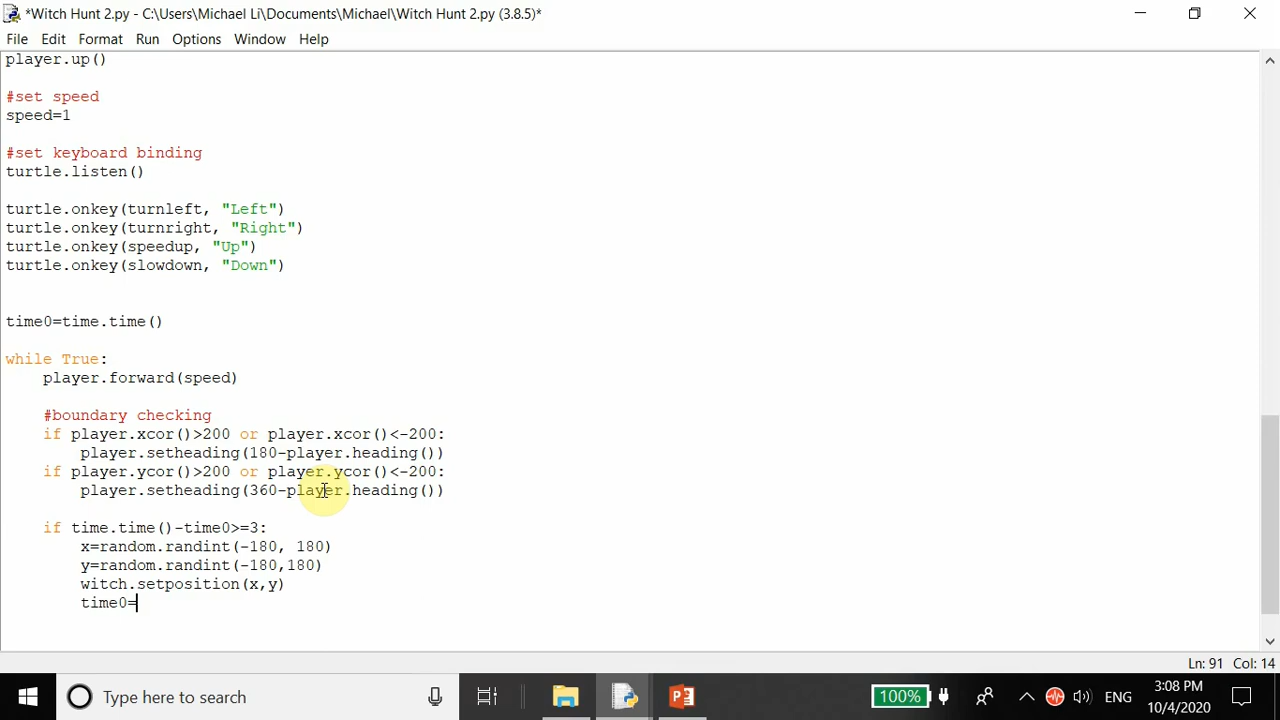 *Witch Hunt 2.py - C:\Users\Michael Li\Documents\Michael\Witch Hunt 2.py (3.8.5)*
File Edit Format Run Options Window Help
player.up()
#set speed
speed=1
#set keyboard binding
turtle.listen()
turtle.onkey(turnleft, "Left")
turtle.onkey(turnright, "Right")
turtle.onkey(speedup, "Up")
turtle.onkey(slowdown, "Down")
time0=time.time()
while True:
    player.forward(speed)
    #boundary checking
    if player.xcor()>200 or player.xcor()<-200:
        player.setheading(180-player.heading())
    if player.ycor()>200 or player.ycor()<-200:
        player.setheading(360-player.heading())
    if time.time()-time0>=3:
        x=random.randint(-180, 180)
        y=random.randint(-180,180)
        witch.setposition(x,y)
        time0=
Ln: 91 Col: 14
Type here to search
100%
ENG
3:08 PM
10/4/2020